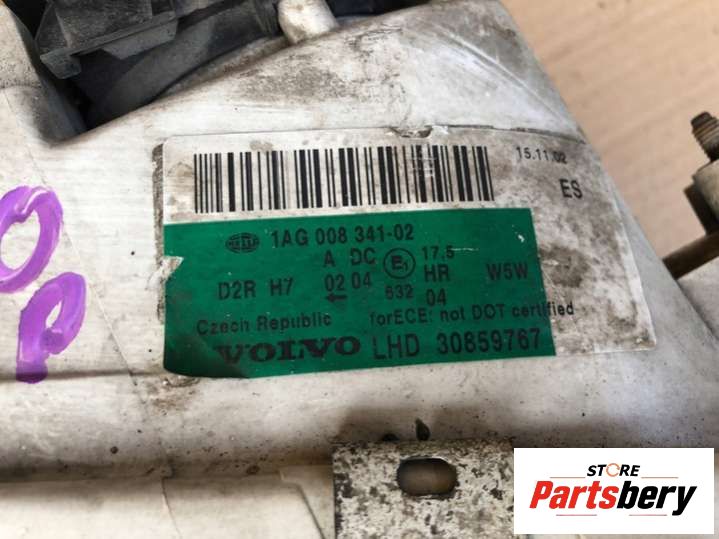 15.11.02
ES
HELLA 1AG 008 341-02
A DC E1 17,5
D2R H7 02 04 HR W5W
← 632 04
Czech Republic forECE: not DOT certified
VOLVO LHD 30859767
STORE
Partsbery